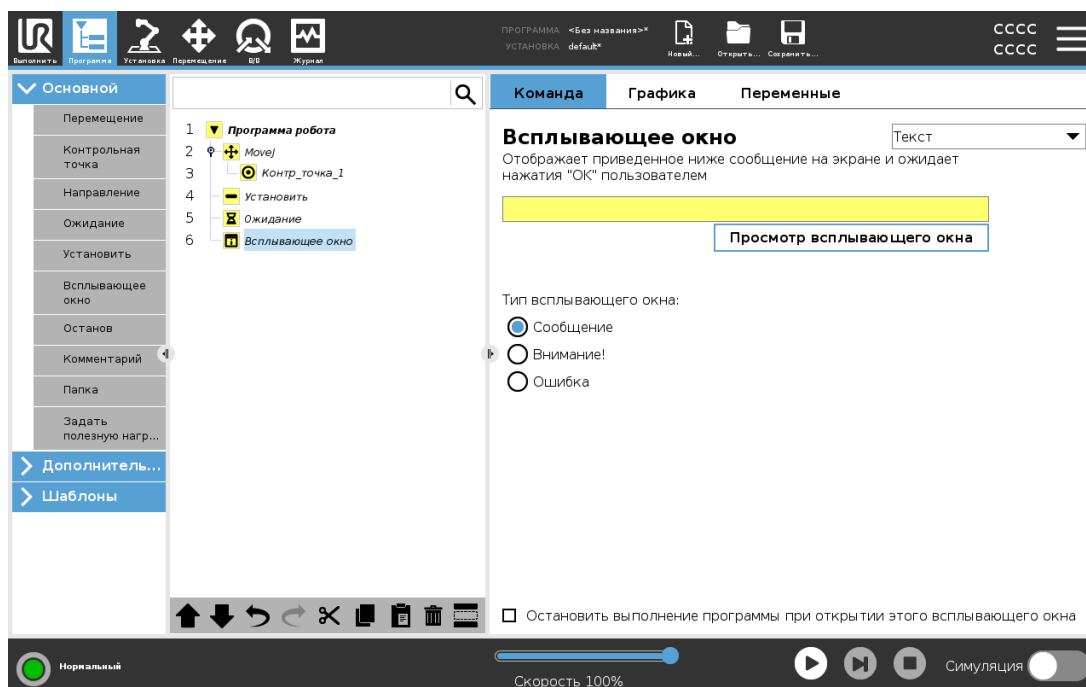 ПРОГРАММА <Без названия>*
УСТАНОВКА default*
CCCC
CCCC
Выполнить Программа Установка Перемещение В/В Журнал
Новый... Открыть... Сохранить...
Основной
Перемещение
Контрольная
точка
Направление
Ожидание
Установить
Всплывающее
окно
Останов
Комментарий
Папка
Задать
полезную нагр...
Дополнитель...
Шаблоны
1 Программа робота
2 MoveJ
3 Контр_точка_1
4 Установить
5 Ожидание
6 Всплывающее окно
Команда Графика Переменные
Всплывающее окно
Текст
Отображает приведенное ниже сообщение на экране и ожидает
нажатия "ОК" пользователем
Просмотр всплывающего окна
Тип всплывающего окна:
Сообщение
Внимание!
Ошибка
Остановить выполнение программы при открытии этого всплывающего окна
Нормальный
Скорость 100%
Симуляция